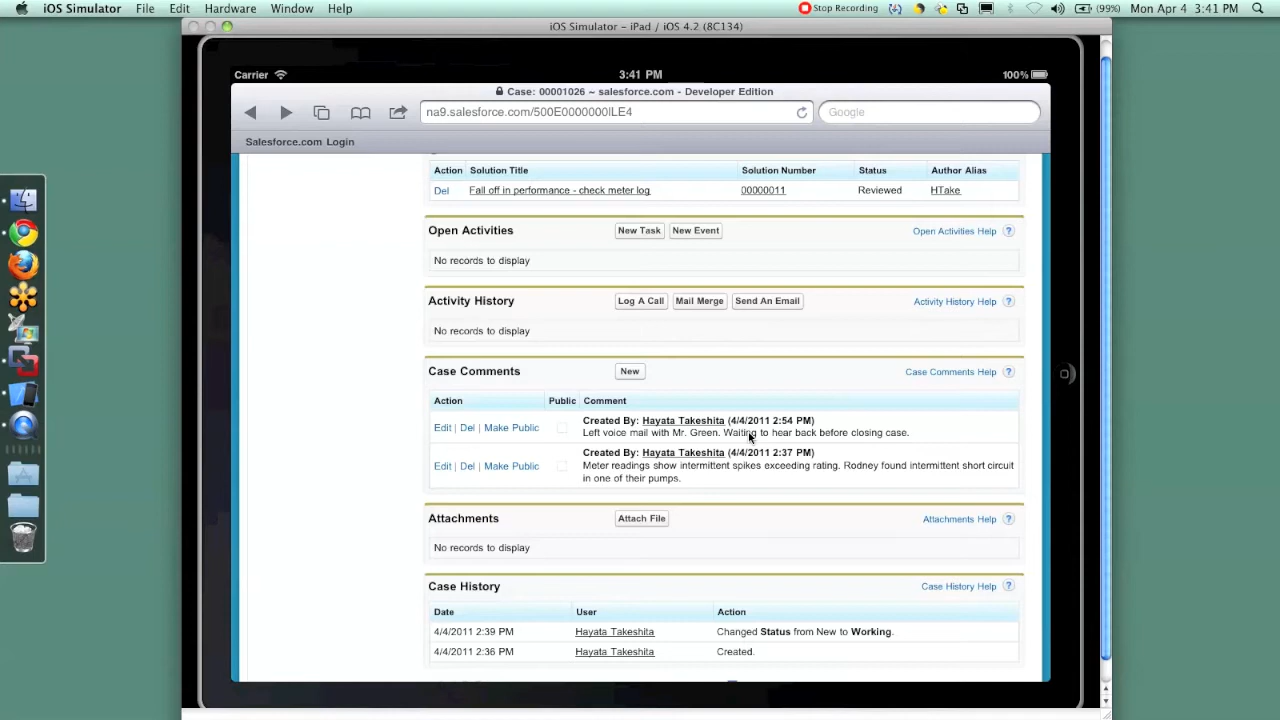 iOS Simulator File Edit Hardware Window Help Stop Recording (99%) Mon Apr 4 3:41 PM
iOS Simulator - iPad / iOS 4.2 (8C134)
Carrier 3:41 PM 100%
Case: 00001026 ~ salesforce.com - Developer Edition
na9.salesforce.com/500E0000000ILE4 Google
Salesforce.com Login
Action Solution Title Solution Number Status Author Alias
Del Fall off in performance - check meter log 00000011 Reviewed HTake
Open Activities New Task New Event Open Activities Help ?
No records to display
Activity History Log A Call Mail Merge Send An Email Activity History Help ?
No records to display
Case Comments New Case Comments Help ?
Action Public Comment
Created By: Hayata Takeshita (4/4/2011 2:54 PM)
Edit | Del | Make Public Left voice mail with Mr. Green. Waiting to hear back before closing case.
Created By: Hayata Takeshita (4/4/2011 2:37 PM)
Edit | Del | Make Public Meter readings show intermittent spikes exceeding rating. Rodney found intermittent short circuit
in one of their pumps.
Attachments Attach File Attachments Help ?
No records to display
Case History Case History Help ?
Date User Action
4/4/2011 2:39 PM Hayata Takeshita Changed Status from New to Working.
4/4/2011 2:36 PM Hayata Takeshita Created.